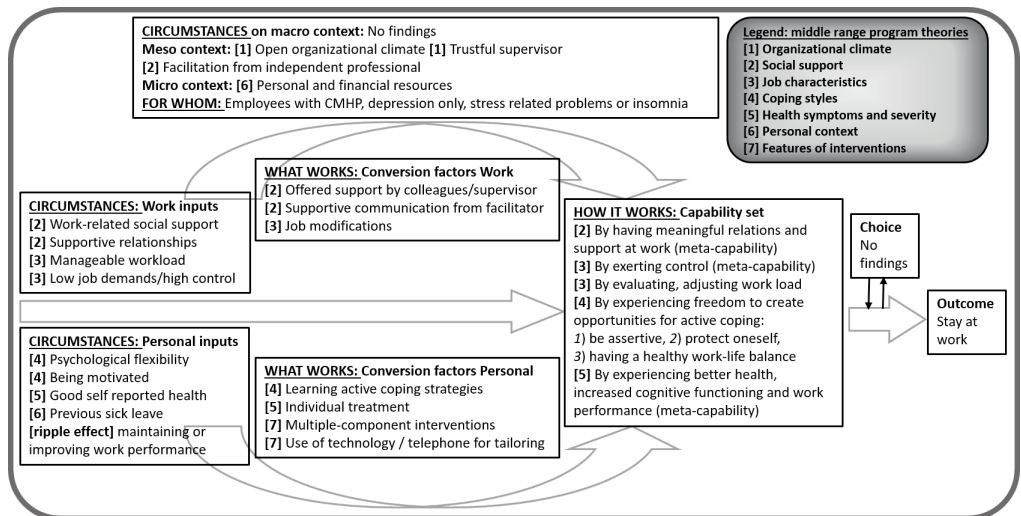 CIRCUMSTANCES on macro context: No findings
Meso context: [1] Open organizational climate [1] Trustful supervisor
[2] Facilitation from independent professional
Micro context: [6] Personal and financial resources
FOR WHOM: Employees with CMHP, depression only, stress related problems or insomnia
Legend: middle range program theories
[1] Organizational climate
[2] Social support
[3] Job characteristics
[4] Coping styles
[5] Health symptoms and severity
[6] Personal context
[7] Features of interventions
CIRCUMSTANCES: Work inputs
[2] Work-related social support
[2] Supportive relationships
[3] Manageable workload
[3] Low job demands/high control
WHAT WORKS: Conversion factors Work
[2] Offered support by colleagues/supervisor
[2] Supportive communication from facilitator
[3] Job modifications
CIRCUMSTANCES: Personal inputs
[4] Psychological flexibility
[4] Being motivated
[5] Good self reported health
[6] Previous sick leave
[ripple effect] maintaining or
improving work performance
WHAT WORKS: Conversion factors Personal
[4] Learning active coping strategies
[5] Individual treatment
[7] Multiple-component interventions
[7] Use of technology / telephone for tailoring
HOW IT WORKS: Capability set
[2] By having meaningful relations and
support at work (meta-capability)
[3] By exerting control (meta-capability)
[3] By evaluating, adjusting work load
[4] By experiencing freedom to create
opportunities for active coping:
1) be assertive, 2) protect oneself,
3) having a healthy work-life balance
[5] By experiencing better health,
increased cognitive functioning and work
performance (meta-capability)
Choice
No
findings
Outcome
Stay at
work